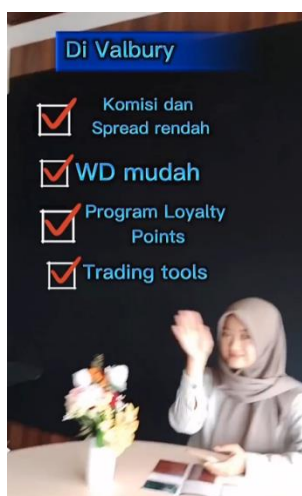 Di Valbury
Komisi dan
Spread rendah
WD mudah
Program Loyalty
Points
Trading tools